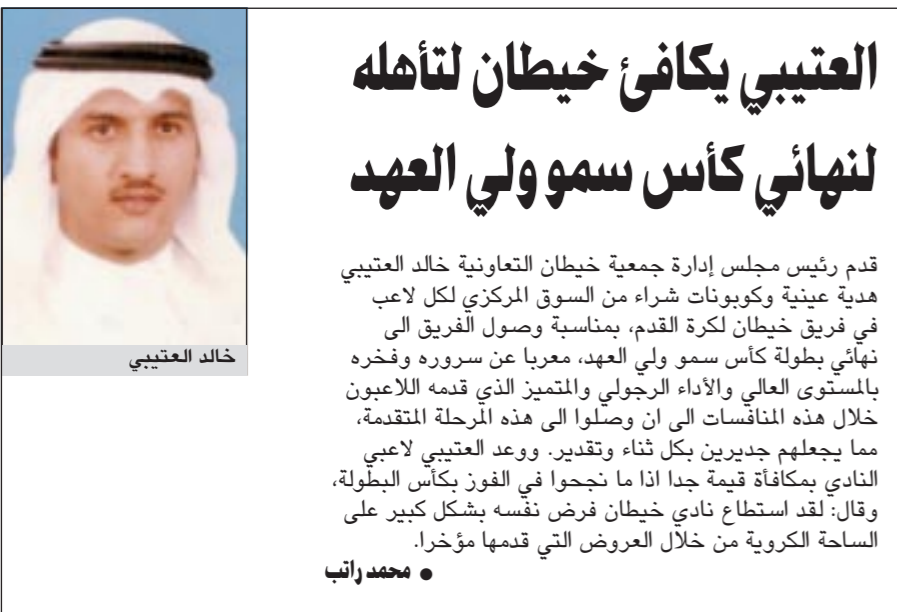 العتيبي يكافئ خيطان لتأهله
لنهائي كأس سمو ولي العهد
قدم رئيس مجلس إدارة جمعية خيطان التعاونية خالد العتيبي
هدية عينية وكوبونات شراء من السوق المركزي لكل لاعب
في فريق خيطان لكرة القدم، بمناسبة وصول الفريق الى
نهائي بطولة كأس سمو ولي العهد، معربا عن سروره وفخره
بالمستوى العالي والأداء الرجولي والمتميز الذي قدمه اللاعبون
خلال هذه المنافسات الى ان وصلوا الى هذه المرحلة المتقدمة،
مما يجعلهم جديرين بكل ثناء وتقدير. ووعد العتيبي لاعبي
النادي بمكافأة قيمة جدا اذا ما نجحوا في الفوز بكأس البطولة،
وقال: لقد استطاع نادي خيطان فرض نفسه بشكل كبير على
الساحة الكروية من خلال العروض التي قدمها مؤخرا.
● محمد راتب
خالد العتيبي